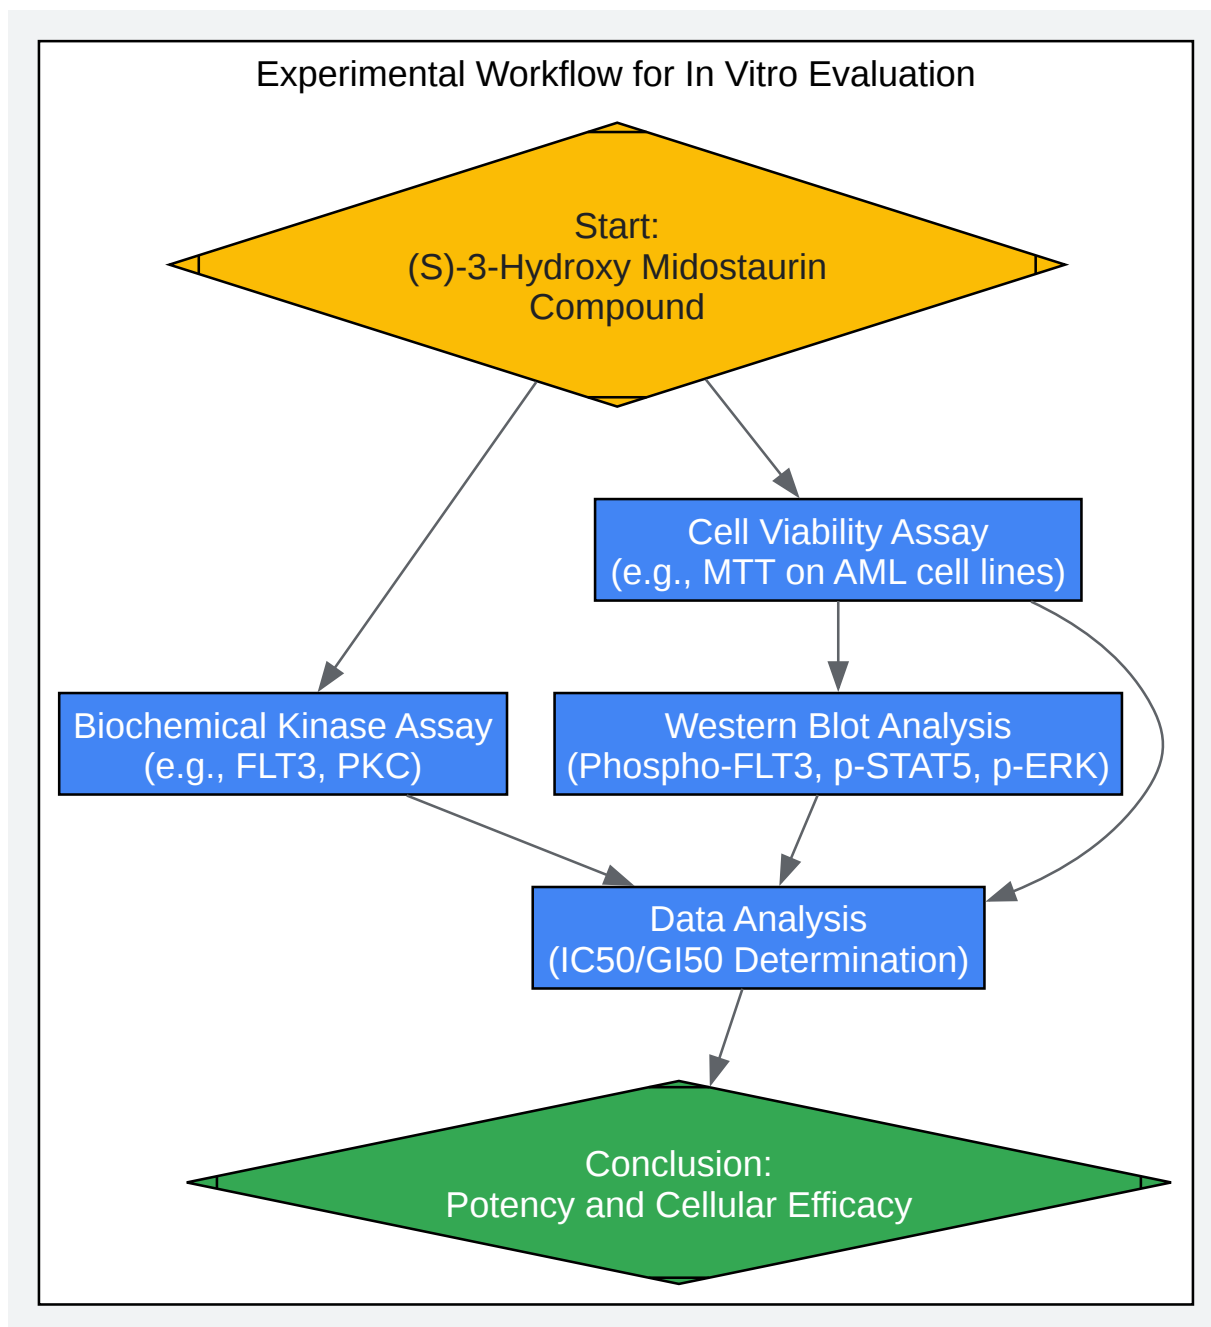 Experimental Workflow for In Vitro Evaluation
Start:
(S)-3-Hydroxy Midostaurin
Compound
Cell Viability Assay
(e.g., MTT on AML cell lines)
Biochemical Kinase Assay
(e.g., FLT3, PKC)
Western Blot Analysis
(Phospho-FLT3, p-STAT5, p-ERK)
Data Analysis
(IC50/GI50 Determination)
Conclusion:
Potency and Cellular Efficacy